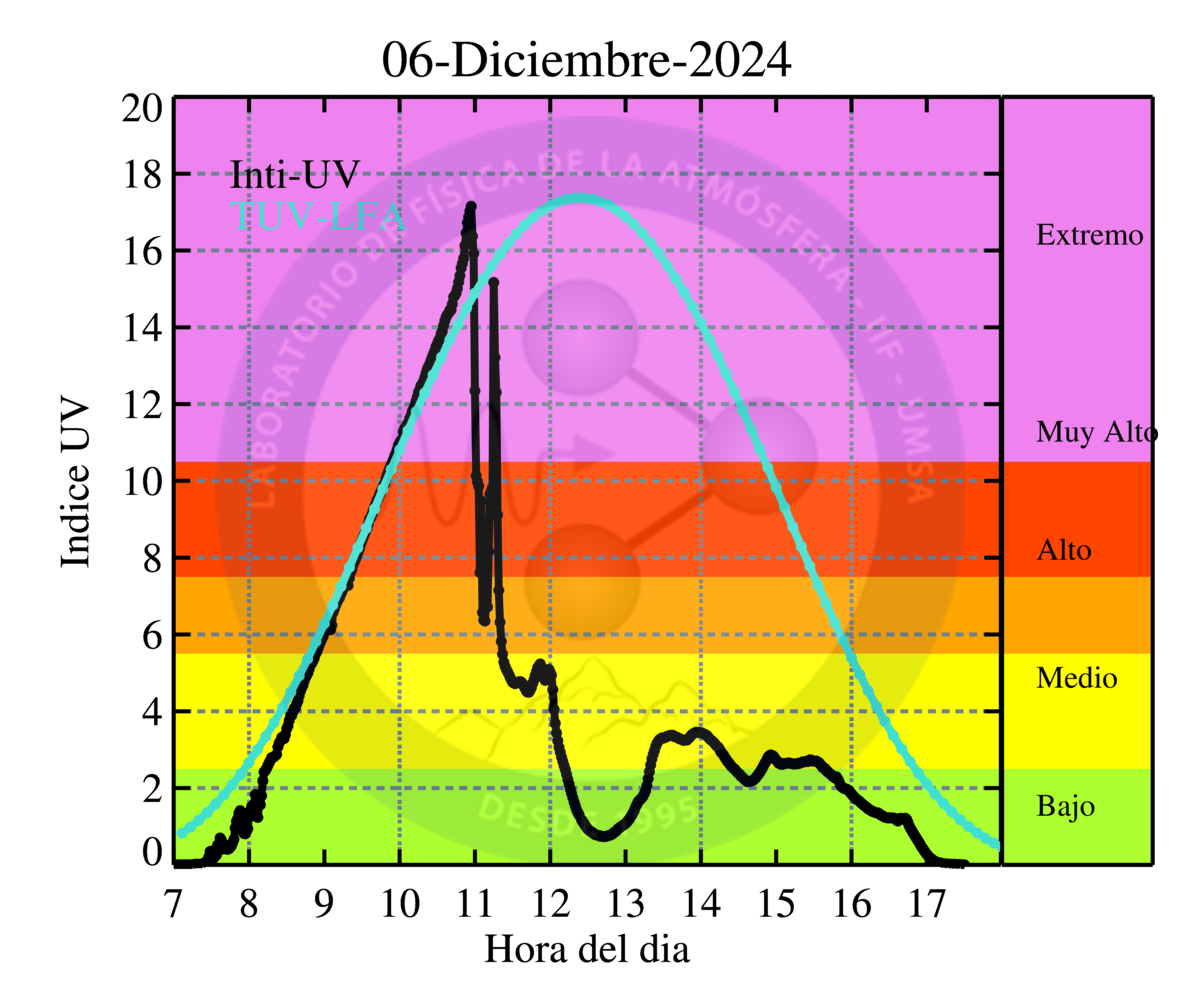 06-Diciembre-2024
20
18
16
14
12
10
8
6
4
2
0
Indice UV
Inti-UV
TUV-LFA
LABORATORIO DE FÍSICA DE LA ATMÓSFERA - IIF - UMSA
DESDE 1995
Extremo
Muy Alto
Alto
Medio
Bajo
7 8 9 10 11 12 13 14 15 16 17
Hora del dia